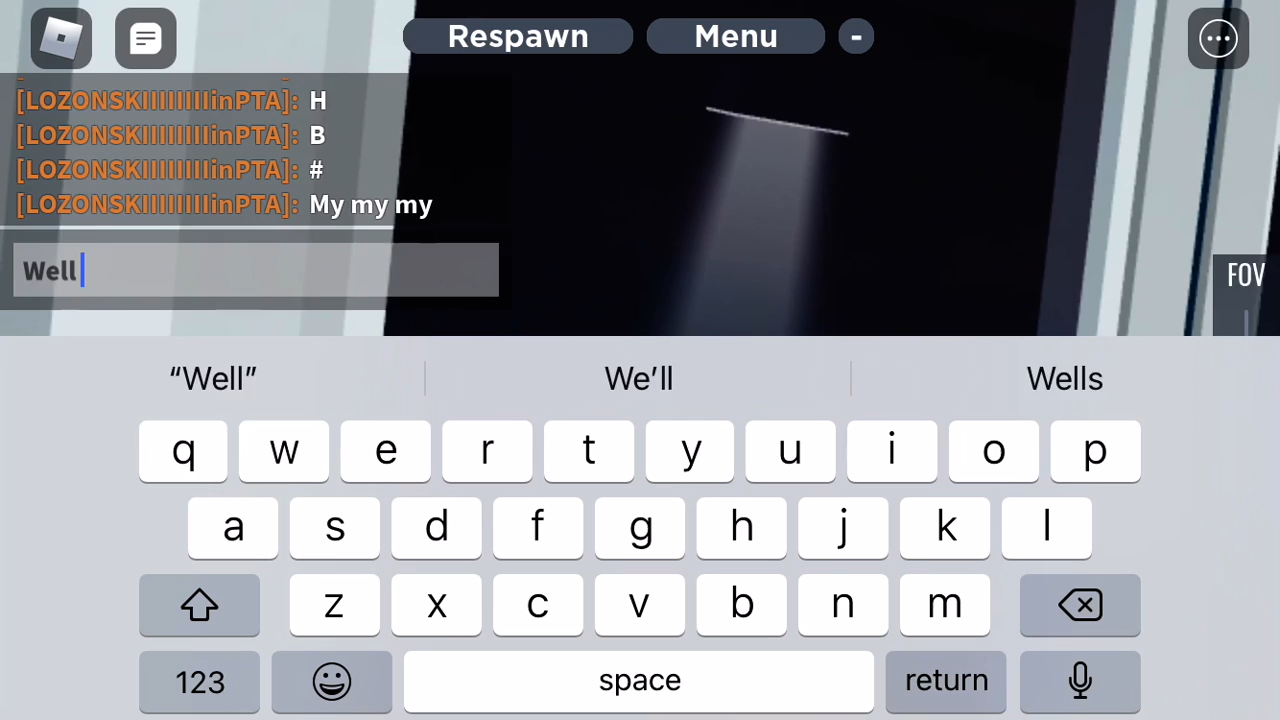 Respawn Menu -
[LOZONSKIIIIIIIIinPTA]: H
[LOZONSKIIIIIIIIinPTA]: B
[LOZONSKIIIIIIIIinPTA]: #
[LOZONSKIIIIIIIIinPTA]: My my my
Well
FOV
“Well” We’ll Wells
q w e r t y u i o p
a s d f g h j k l
z x c v b n m
123 space return